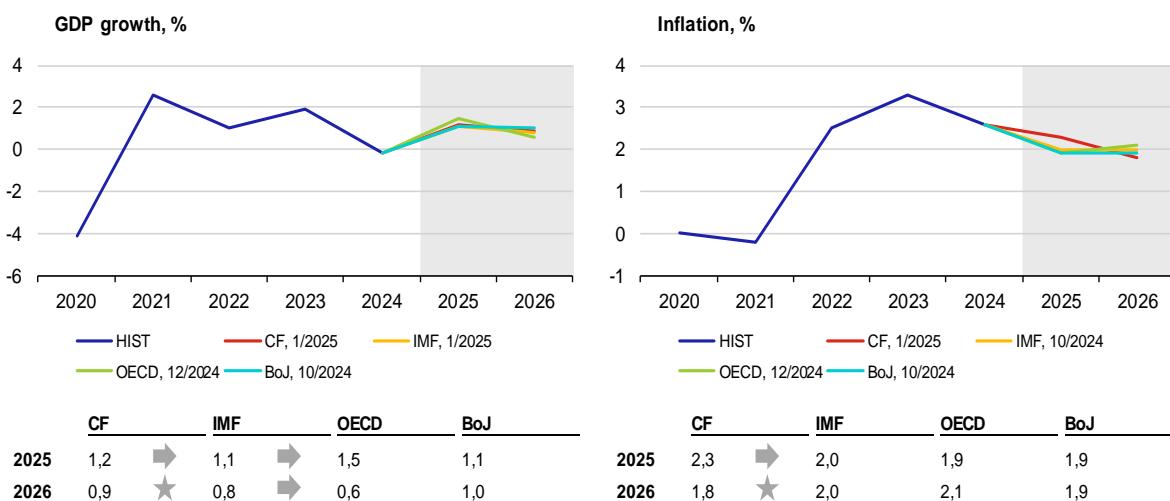 GDP growth, %
4
2
0
-2
-4
-6
2020 2021 2022 2023 2024 2025 2026
HIST CF, 1/2025 IMF, 1/2025
OECD, 12/2024 BoJ, 10/2024
CF IMF OECD BoJ
2025 1,2 1,1 1,5 1,1
2026 0,9 0,8 0,6 1,0
Inflation, %
4
3
2
1
0
-1
2020 2021 2022 2023 2024 2025 2026
HIST CF, 1/2025 IMF, 10/2024
OECD, 12/2024 BoJ, 10/2024
CF IMF OECD BoJ
2025 2,3 2,0 1,9 1,9
2026 1,8 2,0 2,1 1,9